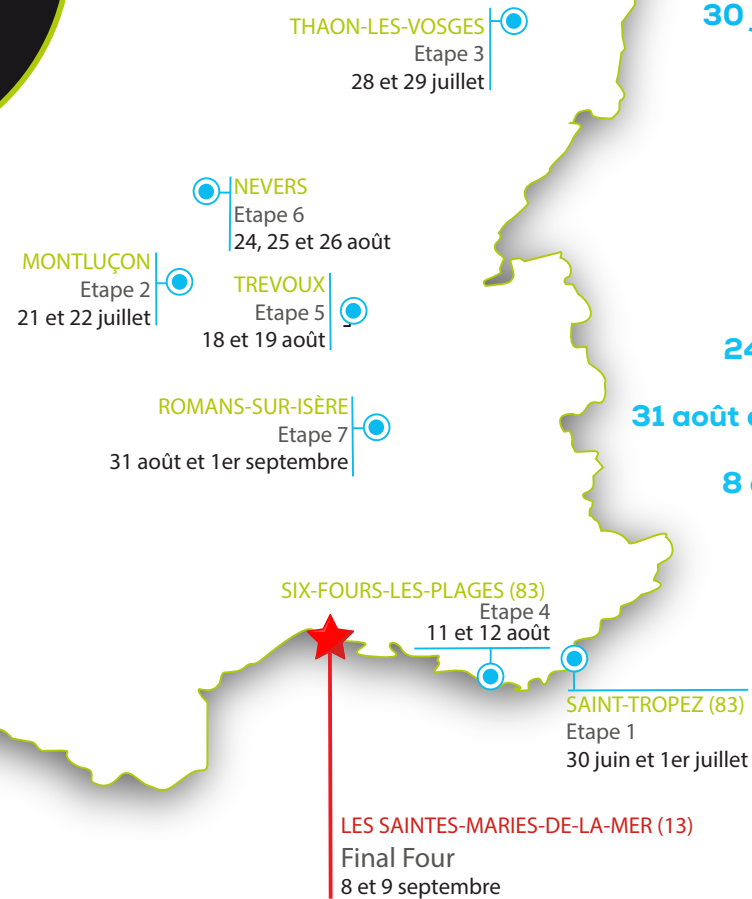 THAON-LES-VOSGES
Etape 3
28 et 29 juillet
30
NEVERS
Etape 6
24, 25 et 26 août
MONTLUÇON
Etape 2
21 et 22 juillet
TREVOUX
Etape 5
18 et 19 août
24
ROMANS-SUR-ISÈRE
Etape 7
31 août et 1er septembre
31 août
8
SIX-FOURS-LES-PLAGES (83)
Etape 4
11 et 12 août
SAINT-TROPEZ (83)
Etape 1
30 juin et 1er juillet
LES SAINTES-MARIES-DE-LA-MER (13)
Final Four
8 et 9 septembre